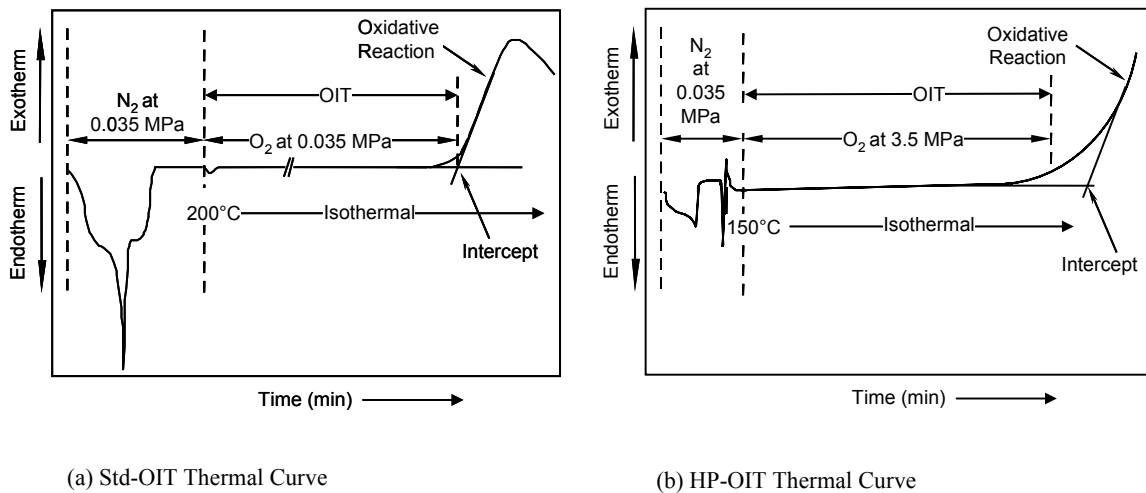 Exotherm
Endotherm
N2 at
0.035 MPa
OIT
O2 at 0.035 MPa
200°C
Isothermal
Oxidative
Reaction
Intercept
Time (min)
(a) Std-OIT Thermal Curve
Exotherm
Endotherm
N2
at
0.035
MPa
OIT
O2 at 3.5 MPa
150°C
Isothermal
Oxidative
Reaction
Intercept
Time (min)
(b) HP-OIT Thermal Curve